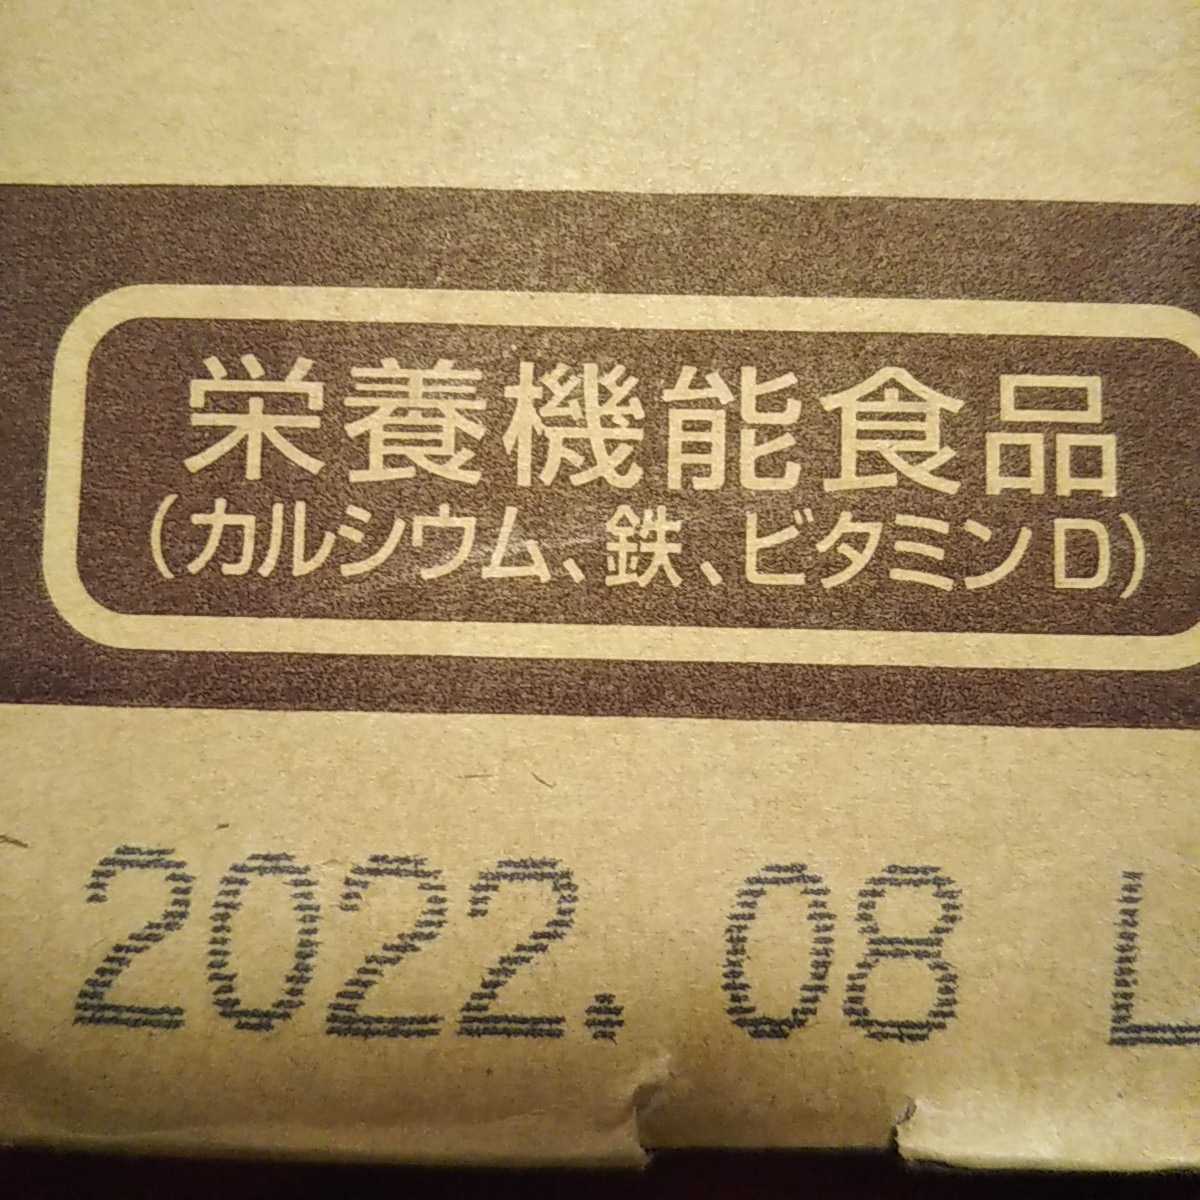 栄養機能食品
(カルシウム、鉄、ビタミンD)
2022. 08 L